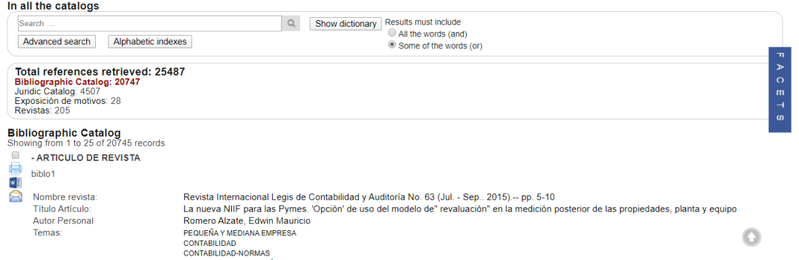 In all the catalogs
Search ...
Show dictionary
Results must include
All the words (and)
Some of the words (or)
Advanced search
Alphabetic indexes
FACETS
Total references retrieved: 25487
Bibliographic Catalog: 20747
Juridic Catalog: 4507
Exposición de motivos: 28
Revistas: 205
Bibliographic Catalog
Showing from 1 to 25 of 20745 records
- ARTICULO DE REVISTA
biblo1
Nombre revista: Revista Internacional Legis de Contabilidad y Auditoría No. 63 (Jul. - Sep.. 2015).-- pp. 5-10
Título Artículo: La nueva NIIF para las Pymes. 'Opción' de uso del modelo de" revaluación" en la medición posterior de las propiedades, planta y equipo
Autor Personal Romero Alzate, Edwin Mauricio
Temas: PEQUEÑA Y MEDIANA EMPRESA
CONTABILIDAD
CONTABILIDAD-NORMAS